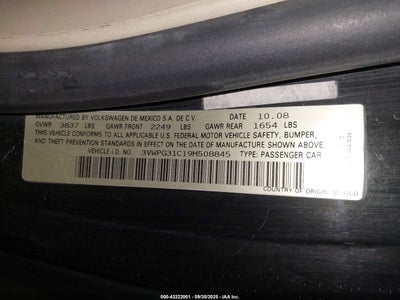 MANUFACTURED BY VOLKSWAGEN DE MEXICO S.A. DE C.V. DATE 10.08
GVWR 3837 LBS GAWR FRONT 2249 LBS GAWR REAR 1654 LBS
THIS VEHICLE CONFORMS TO ALL APPLICABLE U.S. FEDERAL MOTOR VEHICLE SAFETY, BUMPER,
AND THEFT PREVENTION STANDARDS IN EFFECT ON THE DATE OF MANUFACTURE SHOWN ABOVE.
VEHICLE I.D. 3VWPG31C19M508845 TYPE: PASSENGER CAR
COUNTRY OF ORIGIN, MEXICO
000-43322001 - 09/30/2025 - IAA Inc.